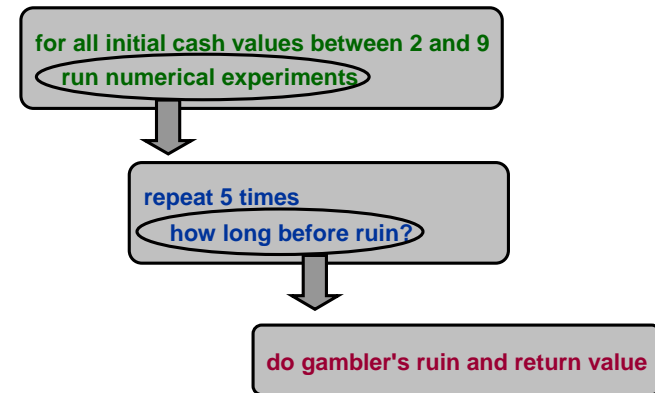 for all initial cash values between 2 and 9
run numerical experiments
repeat 5 times
how long before ruin?
do gambler's ruin and return value